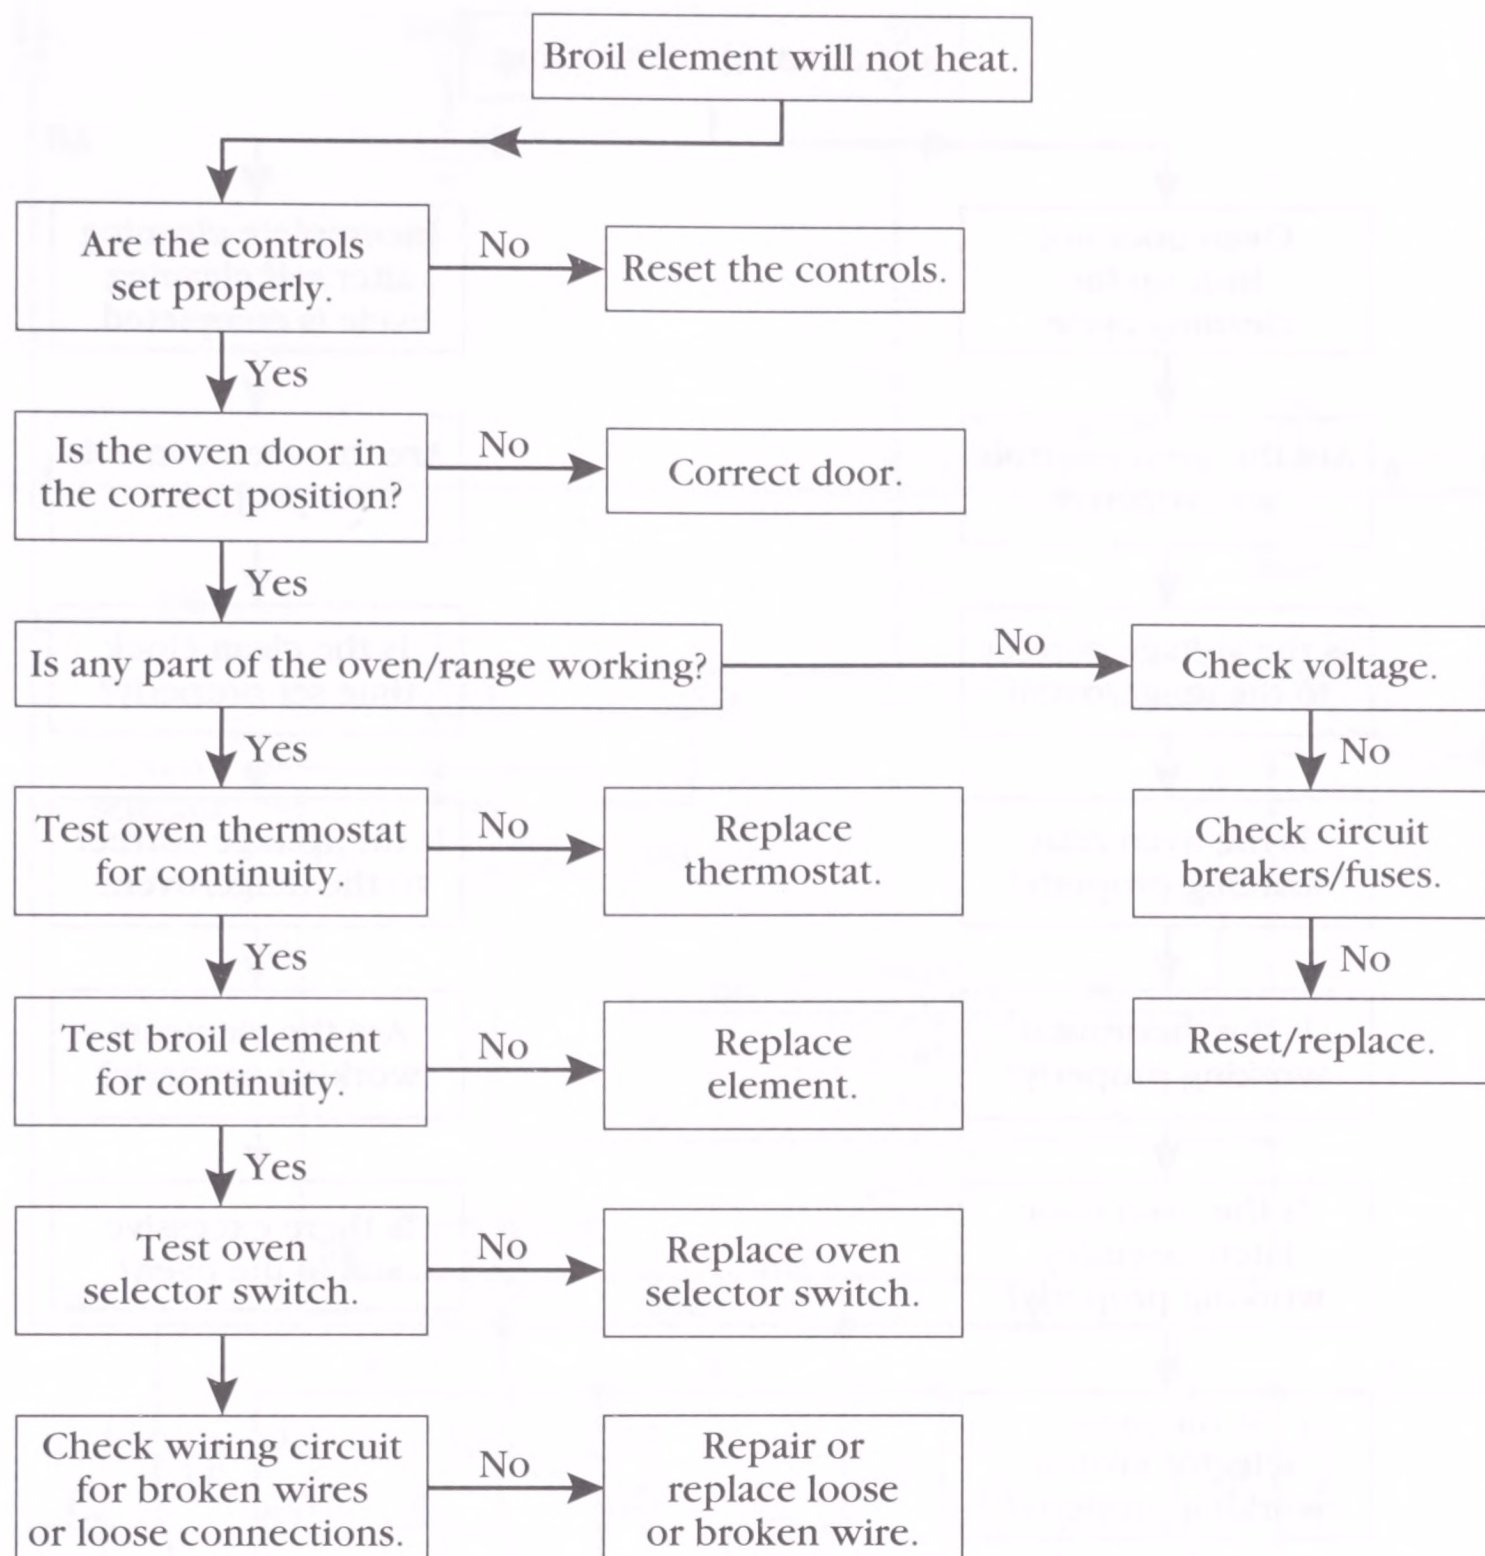 Broil element will not heat.
Are the controls
set properly.
No
Reset the controls.
Yes
Is the oven door in
the correct position?
No
Correct door.
Yes
Is any part of the oven/range working?
No
Check voltage.
Yes
No
Test oven thermostat
for continuity.
No
Replace
thermostat.
Check circuit
breakers/fuses.
Yes
No
Test broil element
for continuity.
No
Replace
element.
Reset/replace.
Yes
Test oven
selector switch.
No
Replace oven
selector switch.
Check wiring circuit
for broken wires
or loose connections.
No
Repair or
replace loose
or broken wire.